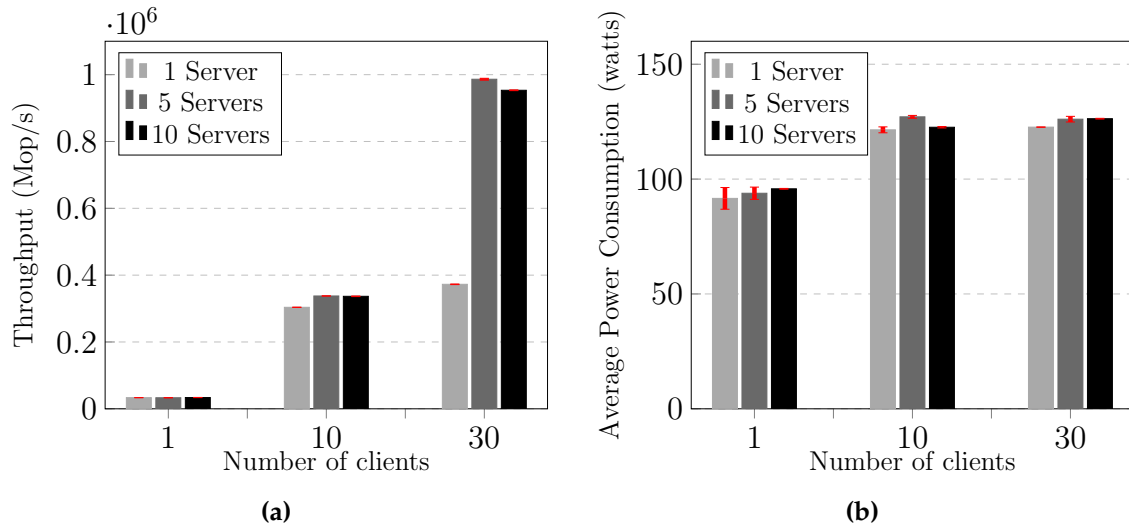 ·10⁶
1 Server
5 Servers
10 Servers
Throughput (Mop/s)
1
0.8
0.6
0.4
0.2
0
1
10
30
Number of clients
(a)
1 Server
5 Servers
10 Servers
Average Power Consumption (watts)
150
100
50
0
1
10
30
Number of clients
(b)